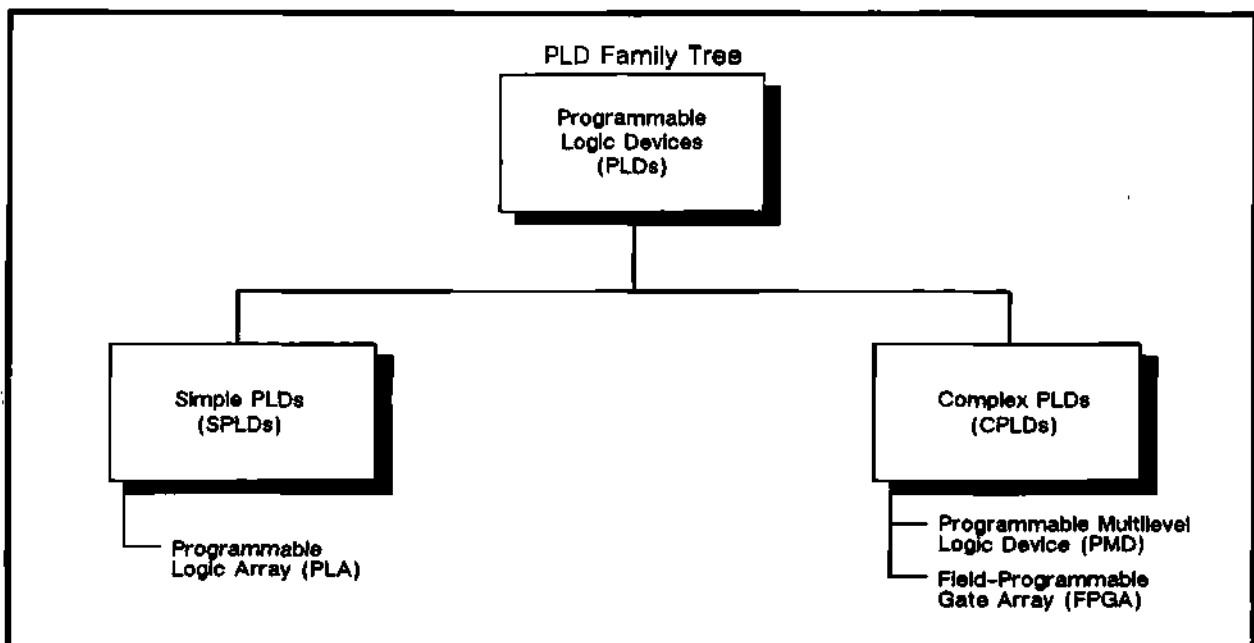 PLD Family Tree
Programmable
Logic Devices
(PLDs)
Simple PLDs
(SPLDs)
Complex PLDs
(CPLDs)
Programmable
Logic Array (PLA)
Programmable Multilevel
Logic Device (PMD)
Field-Programmable
Gate Array (FPGA)